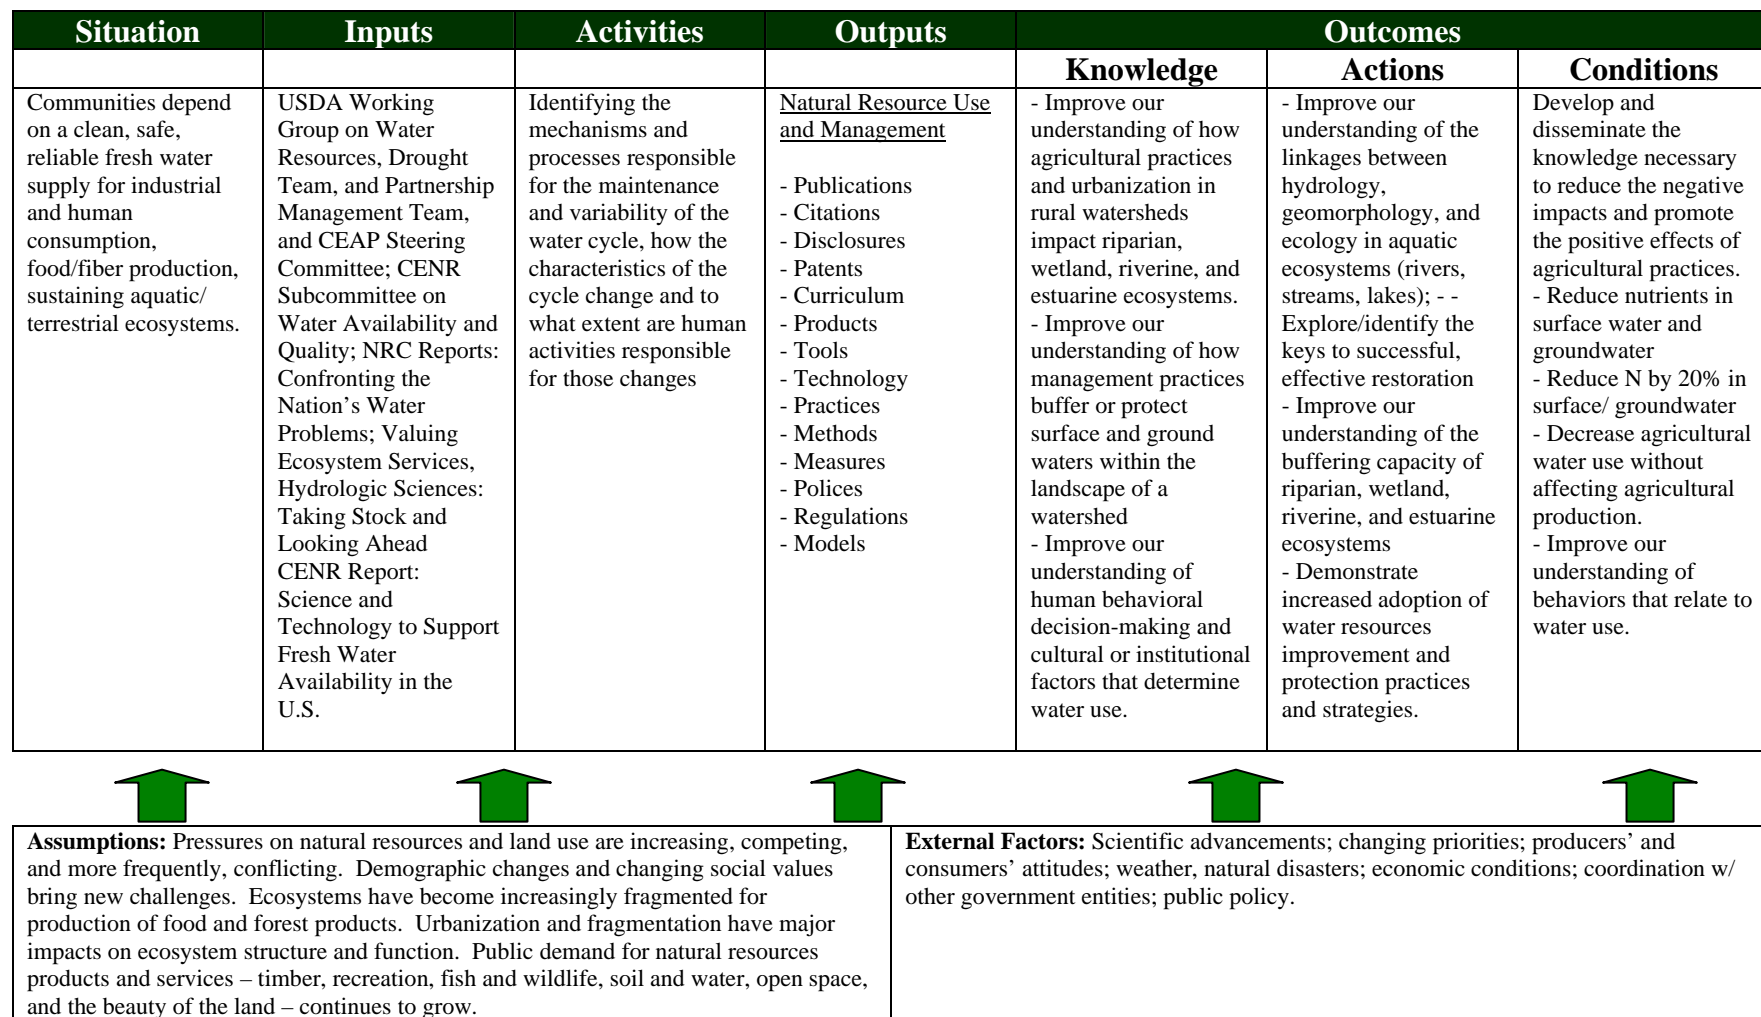 Situation
Inputs
Activities
Outputs
Outcomes
Knowledge
Actions
Conditions
Communities depend
on a clean, safe,
reliable fresh water
supply for industrial
and human
consumption,
food/fiber production,
sustaining aquatic/
terrestrial ecosystems.
USDA Working
Group on Water
Resources, Drought
Team, and Partnership
Management Team,
and CEAP Steering
Committee; CENR
Subcommittee on
Water Availability and
Quality; NRC Reports:
Confronting the
Nation’s Water
Problems; Valuing
Ecosystem Services,
Hydrologic Sciences:
Taking Stock and
Looking Ahead
CENR Report:
Science and
Technology to Support
Fresh Water
Availability in the
U.S.
Identifying the
mechanisms and
processes responsible
for the maintenance
and variability of the
water cycle, how the
characteristics of the
cycle change and to
what extent are human
activities responsible
for those changes
Natural Resource Use
and Management
- Publications
- Citations
- Disclosures
- Patents
- Curriculum
- Products
- Tools
- Technology
- Practices
- Methods
- Measures
- Polices
- Regulations
- Models
- Improve our
understanding of how
agricultural practices
and urbanization in
rural watersheds
impact riparian,
wetland, riverine, and
estuarine ecosystems.
- Improve our
understanding of how
management practices
buffer or protect
surface and ground
waters within the
landscape of a
watershed
- Improve our
understanding of
human behavioral
decision-making and
cultural or institutional
factors that determine
water use.
- Improve our
understanding of the
linkages between
hydrology,
geomorphology, and
ecology in aquatic
ecosystems (rivers,
streams, lakes); - -
Explore/identify the
keys to successful,
effective restoration
- Improve our
understanding of the
buffering capacity of
riparian, wetland,
riverine, and estuarine
ecosystems
- Demonstrate
increased adoption of
water resources
improvement and
protection practices
and strategies.
Develop and
disseminate the
knowledge necessary
to reduce the negative
impacts and promote
the positive effects of
agricultural practices.
- Reduce nutrients in
surface water and
groundwater
- Reduce N by 20% in
surface/ groundwater
- Decrease agricultural
water use without
affecting agricultural
production.
- Improve our
understanding of
behaviors that relate to
water use.
Assumptions: Pressures on natural resources and land use are increasing, competing,
and more frequently, conflicting.  Demographic changes and changing social values
bring new challenges.  Ecosystems have become increasingly fragmented for
production of food and forest products.  Urbanization and fragmentation have major
impacts on ecosystem structure and function.  Public demand for natural resources
products and services – timber, recreation, fish and wildlife, soil and water, open space,
and the beauty of the land – continues to grow.
External Factors: Scientific advancements; changing priorities; producers’ and
consumers’ attitudes; weather, natural disasters; economic conditions; coordination w/
other government entities; public policy.